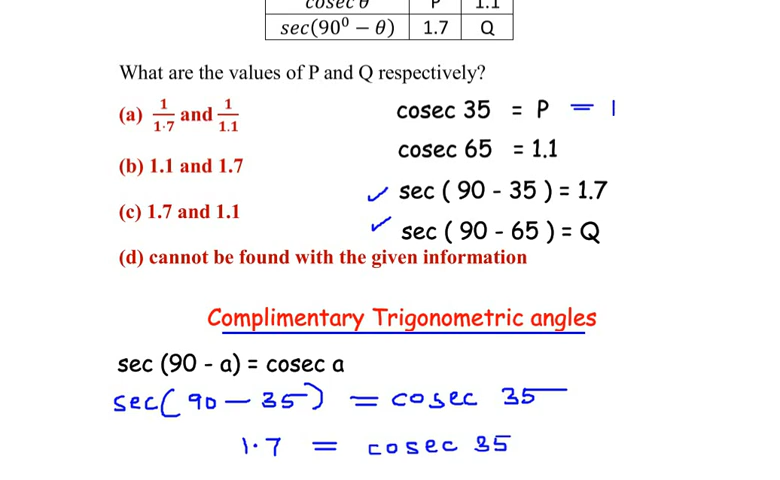 cosec θ P 1.1
sec(90⁰ − θ) 1.7 Q
What are the values of P and Q respectively?
(a) 1/1·7 and 1/1.1
(b) 1.1 and 1.7
(c) 1.7 and 1.1
(d) cannot be found with the given information
cosec 35 = P = 1
cosec 65 = 1.1
✓ sec ( 90 - 35 ) = 1.7
✓ sec ( 90 - 65 ) = Q
Complimentary Trigonometric angles
sec (90 - a) = cosec a
sec( 90 − 35 ) = cosec 35
1.7 = cosec 35